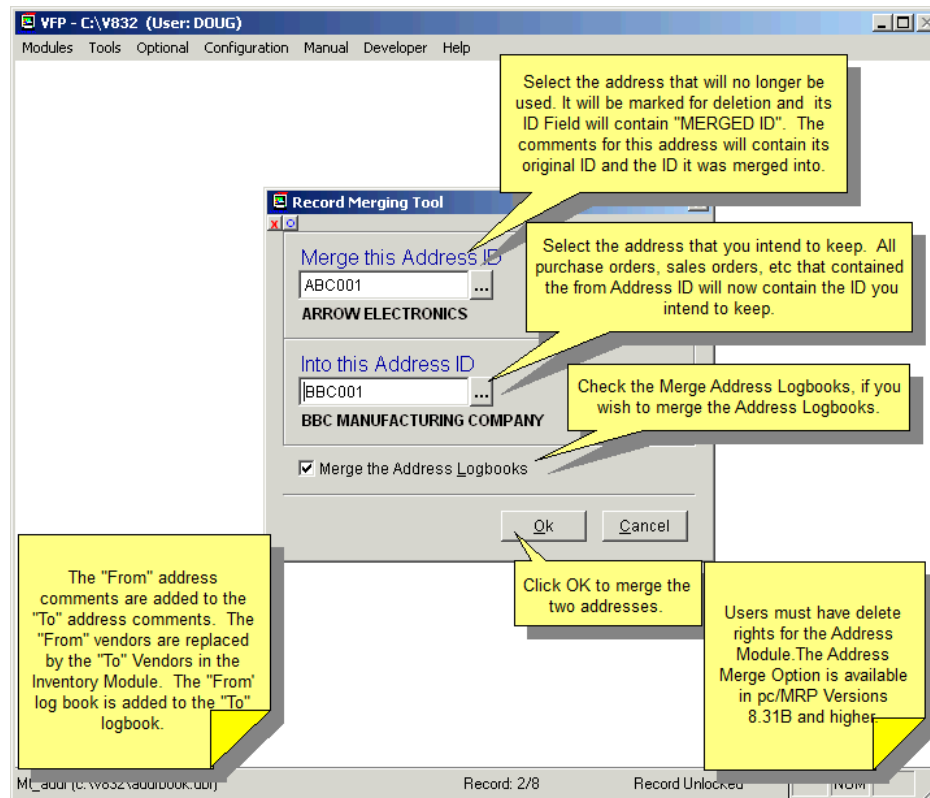 VFP - C:\V832 (User: DOUG)
Modules Tools Optional Configuration Manual Developer Help
Select the address that will no longer be
used. It will be marked for deletion and its
ID Field will contain "MERGED ID". The
comments for this address will contain its
original ID and the ID it was merged into.
Record Merging Tool
Merge this Address ID
ABC001
...
ARROW ELECTRONICS
Select the address that you intend to keep. All
purchase orders, sales orders, etc that contained
the from Address ID will now contain the ID you
intend to keep.
Into this Address ID
BBC001
...
BBC MANUFACTURING COMPANY
Check the Merge Address Logbooks, if you
wish to merge the Address Logbooks.
Merge the Address Logbooks
Ok Cancel
Click OK to merge the
two addresses.
The "From" address
comments are added to the
"To" address comments. The
"From" vendors are replaced
by the "To" Vendors in the
Inventory Module. The "From'
log book is added to the "To"
logbook.
Users must have delete
rights for the Address
Module.The Address
Merge Option is available
in pc/MRP Versions
8.31B and higher.
Record: 2/8 Record Unlocked NUM